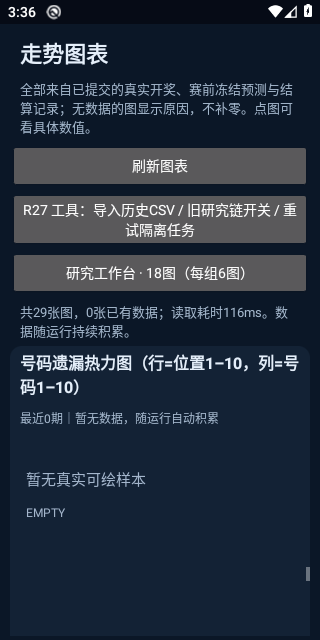 3:36
走势图表
全部来自已提交的真实开奖、赛前冻结预测与结
算记录；无数据的图显示原因，不补零。点图可
看具体数值。
刷新图表
R27 工具：导入历史CSV / 旧研究链开关 / 重
试隔离任务
研究工作台 · 18图（每组6图）
共29张图，0张已有数据；读取耗时116ms。数
据随运行持续积累。
号码遗漏热力图（行=位置1–10，列=号
码1–10）
最近0期｜暂无数据，随运行自动积累
暂无真实可绘样本
EMPTY